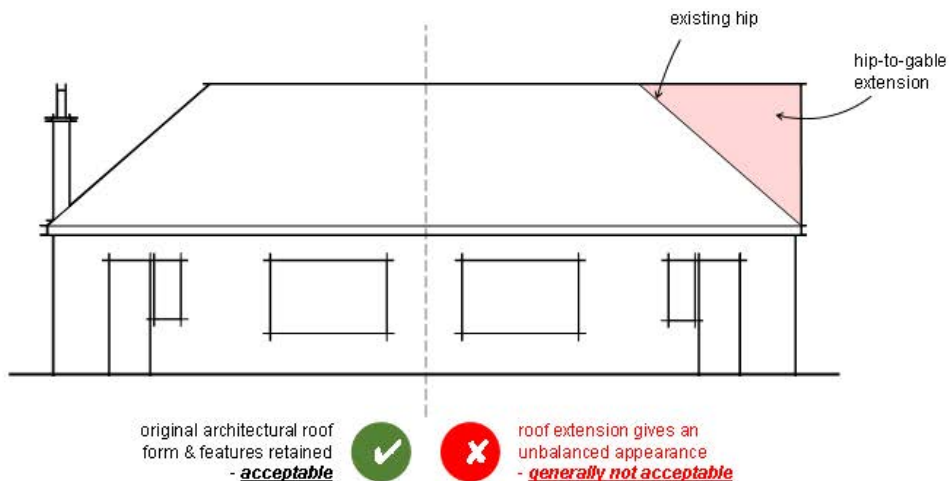 existing hip
hip-to-gable
extension
original architectural roof
form & features retained
- acceptable
roof extension gives an
unbalanced appearance
- generally not acceptable